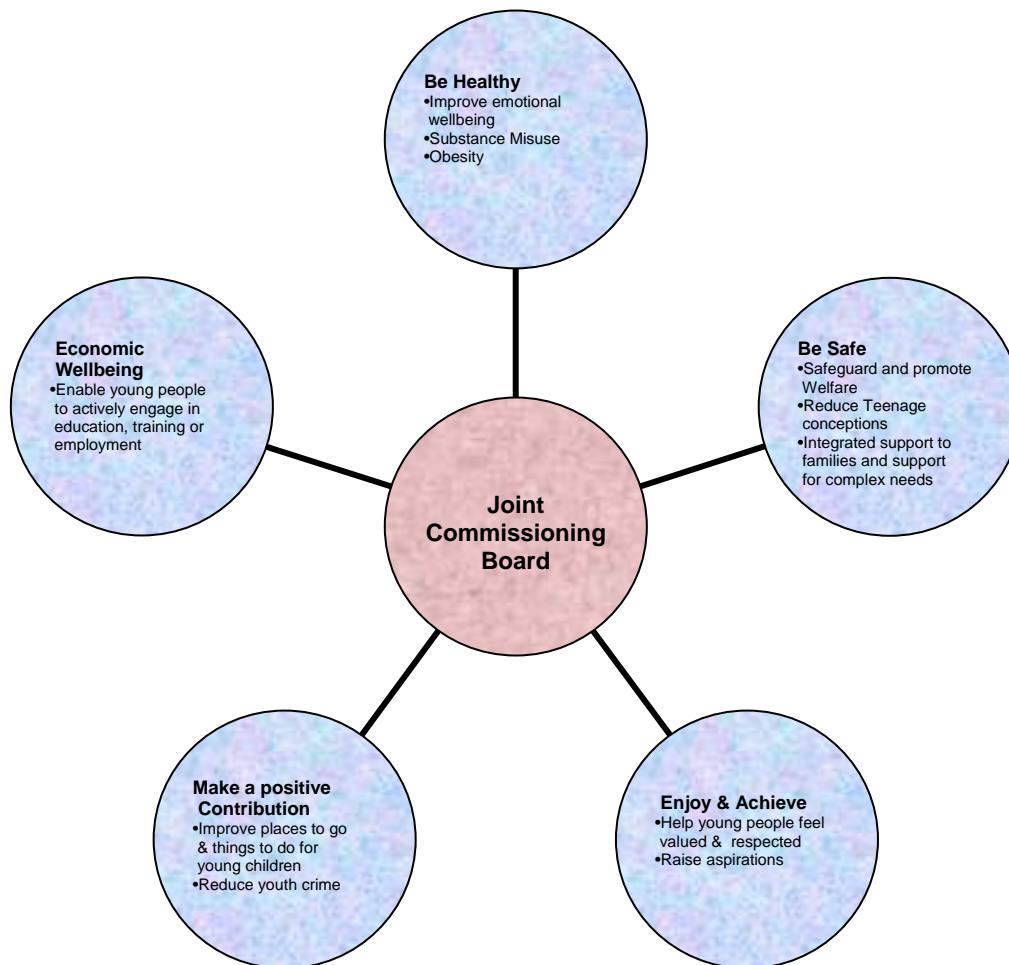 Be Healthy
•Improve emotional
wellbeing
•Substance Misuse
•Obesity
Economic
Wellbeing
•Enable young people
to actively engage in
education, training or
employment
Be Safe
•Safeguard and promote
Welfare
•Reduce Teenage
conceptions
•Integrated support to
families and support
for complex needs
Joint
Commissioning
Board
Make a positive
Contribution
•Improve places to go
& things to do for
young children
•Reduce youth crime
Enjoy & Achieve
•Help young people feel
valued & respected
•Raise aspirations